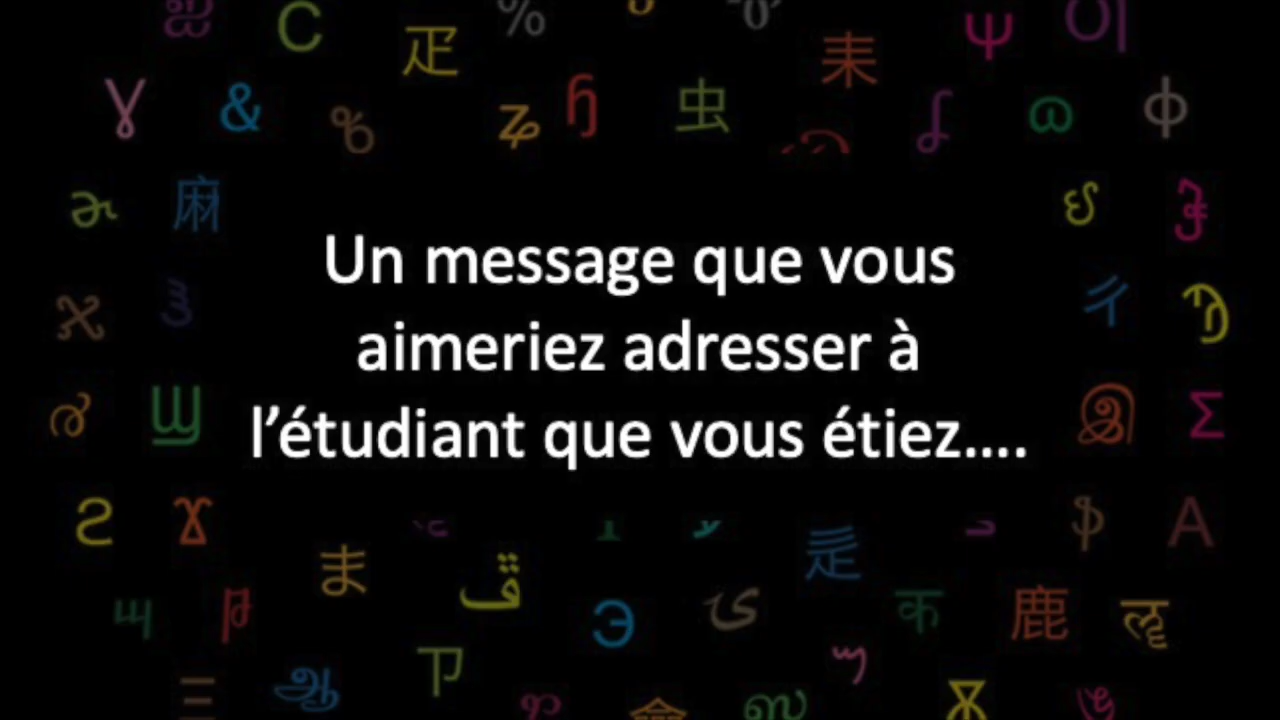 Un message que vous
aimeriez adresser à
l’étudiant que vous étiez....